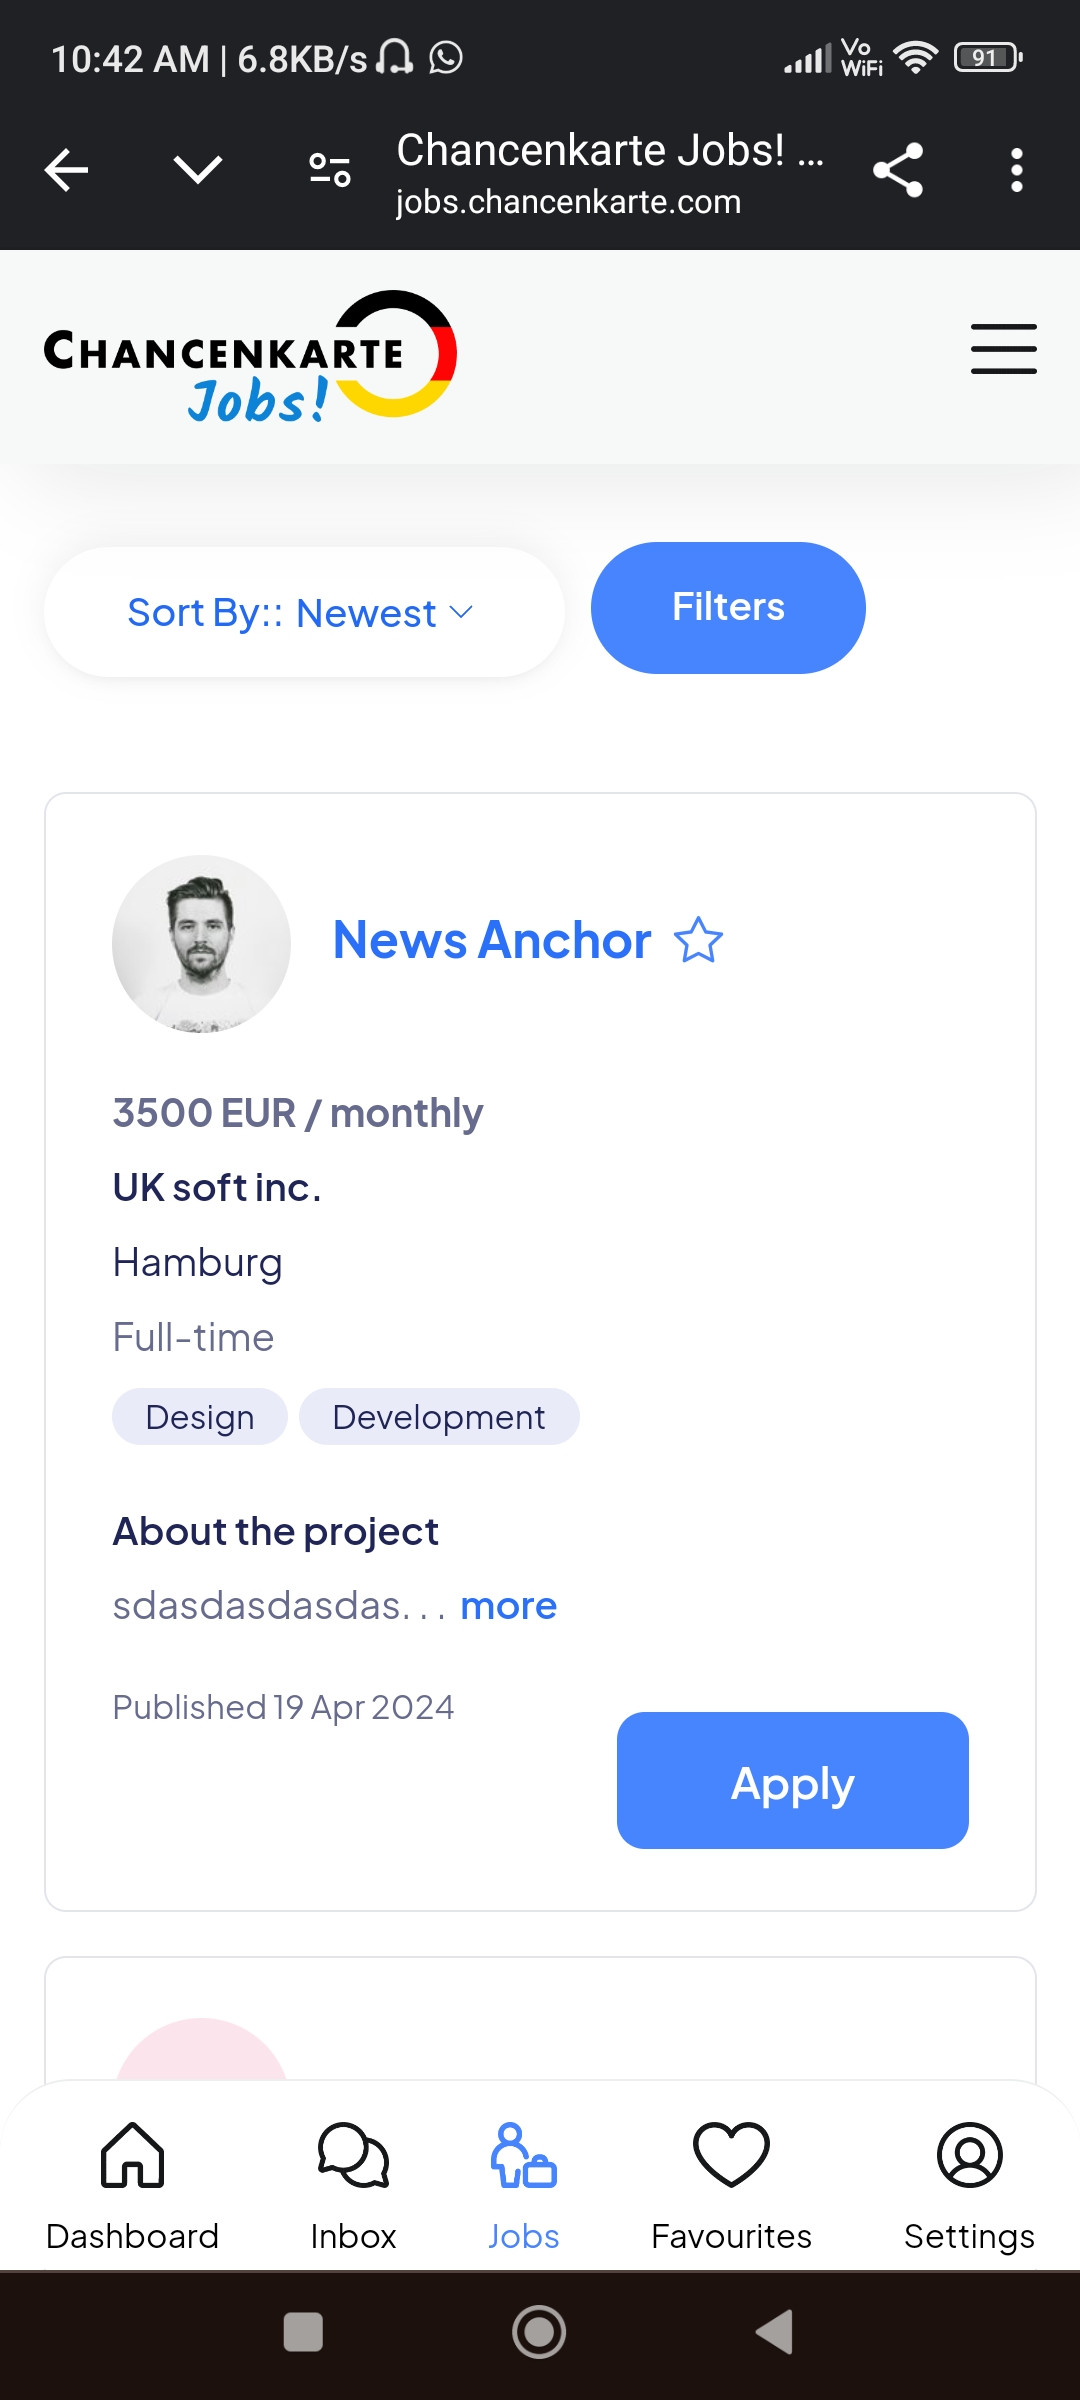 10:42 AM | 6.8KB/s
Vo WiFi
91
Chancenkarte Jobs! ...
jobs.chancenkarte.com
CHANCENKARTE
Jobs!
Sort By:: Newest
Filters
News Anchor
3500 EUR / monthly
UK soft inc.
Hamburg
Full-time
Design Development
About the project
sdasdasdasdas... more
Published 19 Apr 2024
Apply
Dashboard Inbox Jobs Favourites Settings